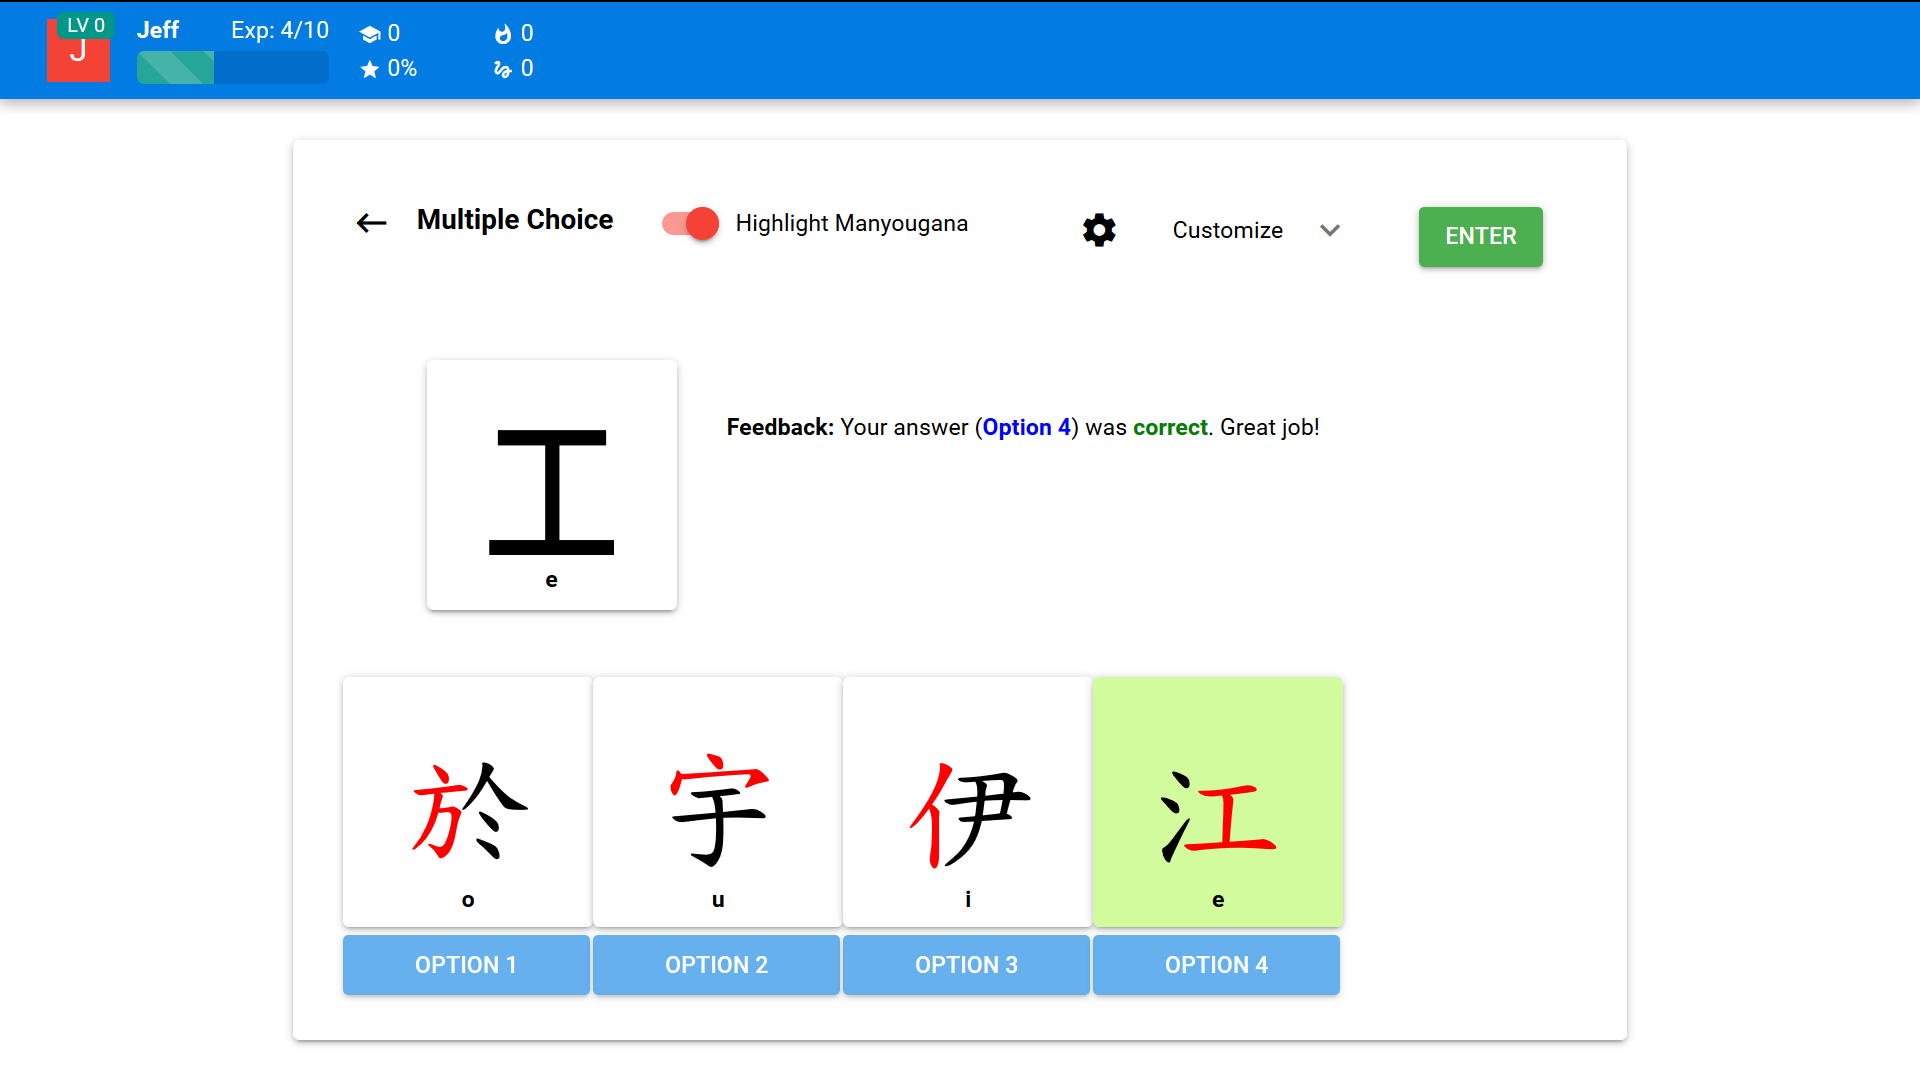 LV 0
J
Jeff
Exp: 4/10
0
0
0%
0
Multiple Choice
Highlight Manyougana
Customize
ENTER
エ
e
Feedback: Your answer (Option 4) was correct. Great job!
於
宇
伊
江
o
u
i
e
OPTION 1
OPTION 2
OPTION 3
OPTION 4